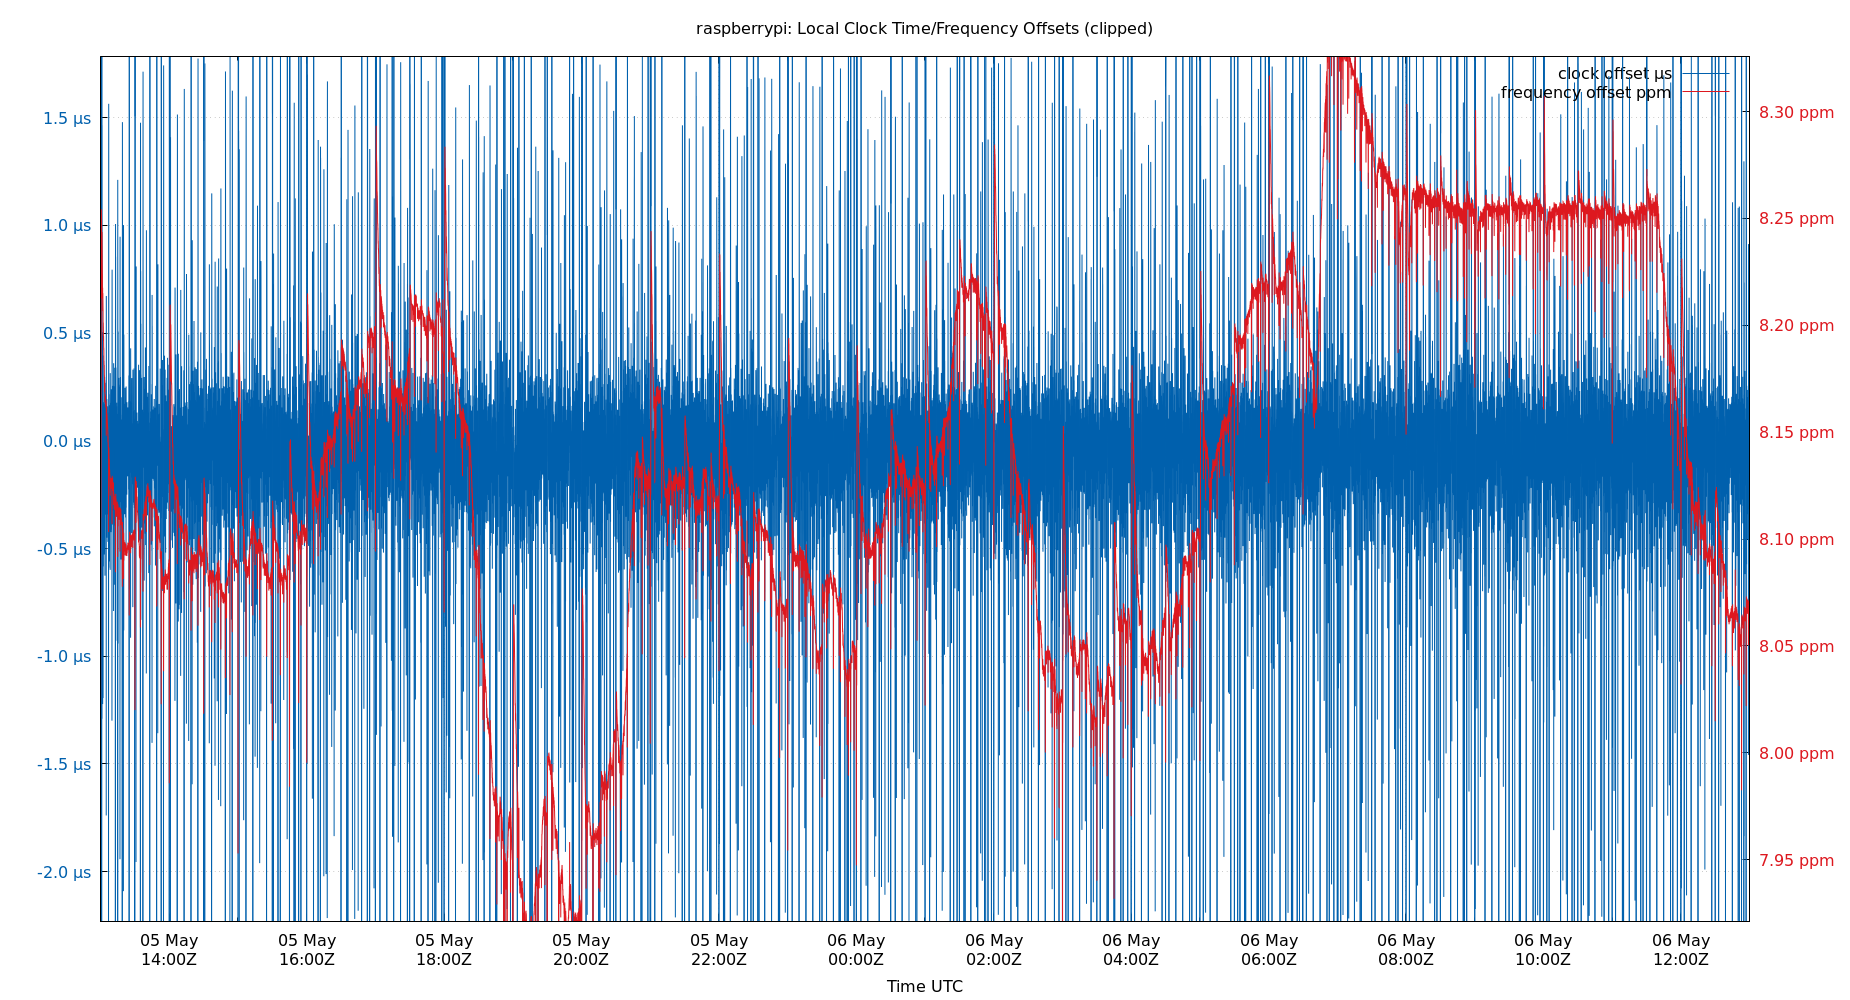 raspberrypi: Local Clock Time/Frequency Offsets (clipped)
clock offset µs
frequency offset ppm
1.5 µs
1.0 µs
0.5 µs
0.0 µs
-0.5 µs
-1.0 µs
-1.5 µs
-2.0 µs
8.30 ppm
8.25 ppm
8.20 ppm
8.15 ppm
8.10 ppm
8.05 ppm
8.00 ppm
7.95 ppm
05 May 05 May 05 May 05 May 05 May 06 May 06 May 06 May 06 May 06 May 06 May 06 May
14:00Z 16:00Z 18:00Z 20:00Z 22:00Z 00:00Z 02:00Z 04:00Z 06:00Z 08:00Z 10:00Z 12:00Z
Time UTC